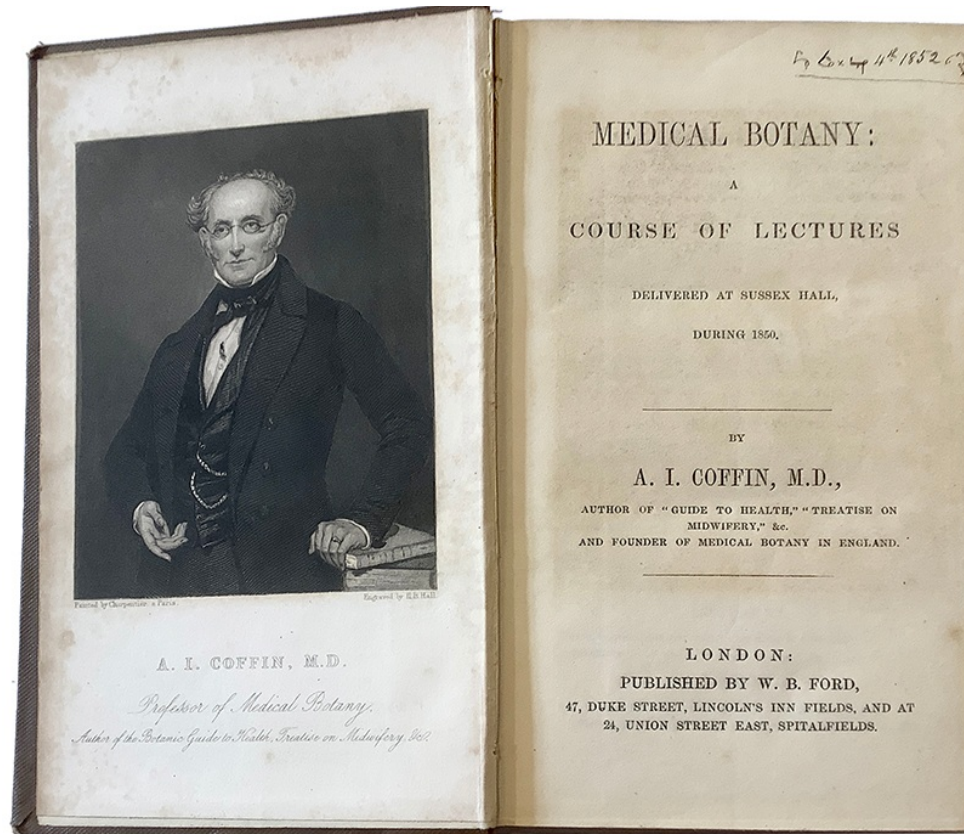 Painted by Charpentier a Paris.
Engraved by H.B. Hall.
A. I. COFFIN, M.D.
Professor of Medical Botany.
Author of the Botanic Guide to Health, Treatise on Midwifery, &c.
4th 1852
MEDICAL BOTANY:
A
COURSE OF LECTURES
DELIVERED AT SUSSEX HALL,
DURING 1850.
BY
A. I. COFFIN, M.D.,
AUTHOR OF “GUIDE TO HEALTH,” “TREATISE ON
MIDWIFERY,” &c.
AND FOUNDER OF MEDICAL BOTANY IN ENGLAND.
LONDON:
PUBLISHED BY W. B. FORD,
47, DUKE STREET, LINCOLN'S INN FIELDS, AND AT
24, UNION STREET EAST, SPITALFIELDS.